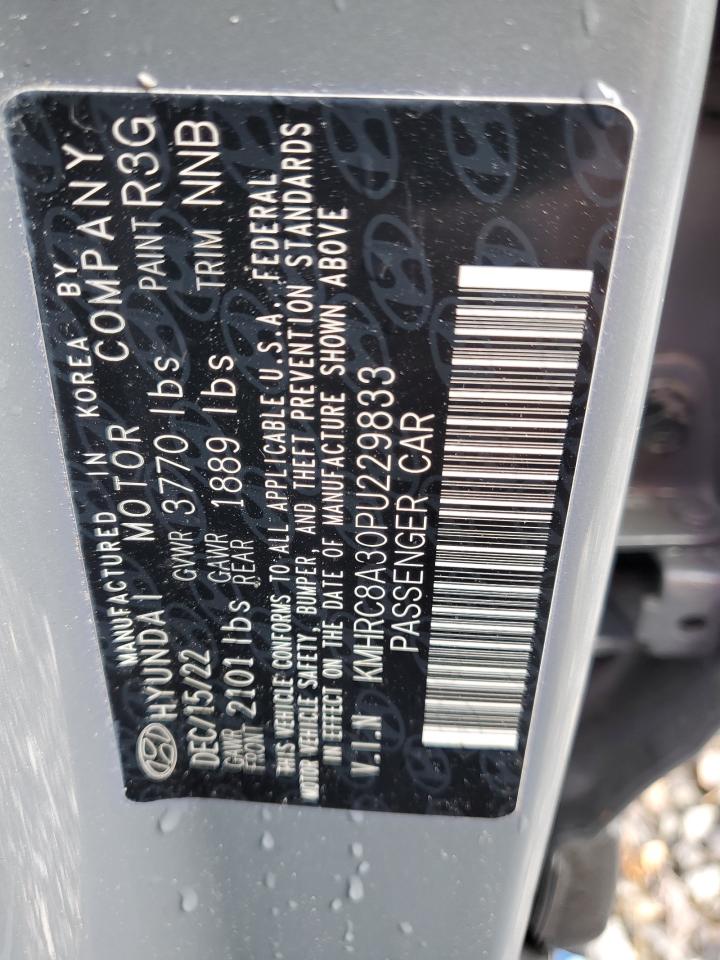 MANUFACTURED IN KOREA BY
HYUNDAI MOTOR COMPANY
DEC/15/22 GVWR 3770 lbs PAINT R3G
GAWR FRONT 2101 lbs GAWR REAR 1889 lbs TRIM NNB
THIS VEHICLE CONFORMS TO ALL APPLICABLE U.S.A. FEDERAL
MOTOR VEHICLE SAFETY, BUMPER, AND THEFT PREVENTION STANDARDS
IN EFFECT ON THE DATE OF MANUFACTURE SHOWN ABOVE
V.I.N KMHRC8A30PU229833
PASSENGER CAR